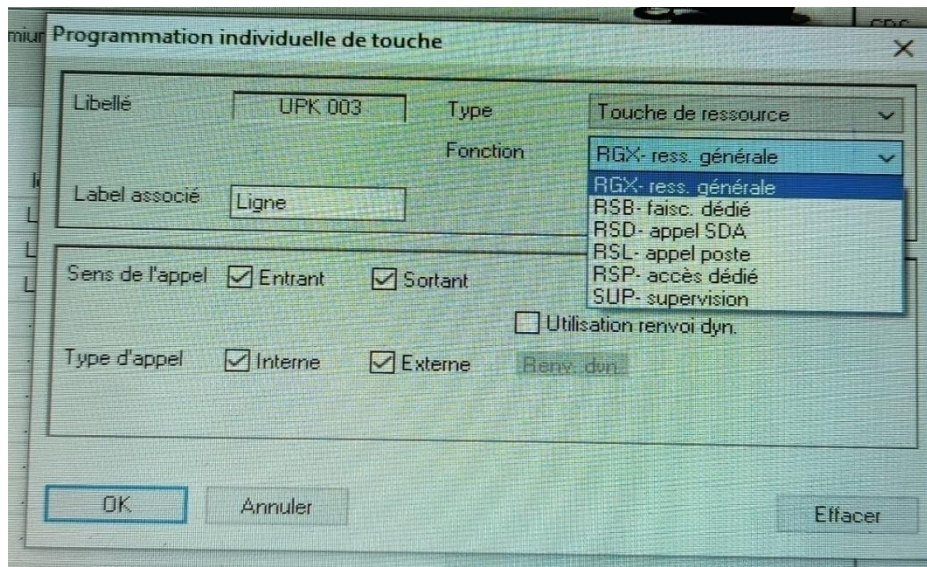 Programmation individuelle de touche
Libellé UPK 003 Type Touche de ressource
Fonction RGX- ress. générale
RGX- ress. générale
Label associé Ligne
RSB- faisc. dédié
RSD- appel SDA
RSL- appel poste
RSP- accès dédié
SUP- supervision
Sens de l'appel Entrant Sortant
Utilisation renvoi dyn.
Type d'appel Interne Externe Renv. dyn.
OK Annuler Effacer